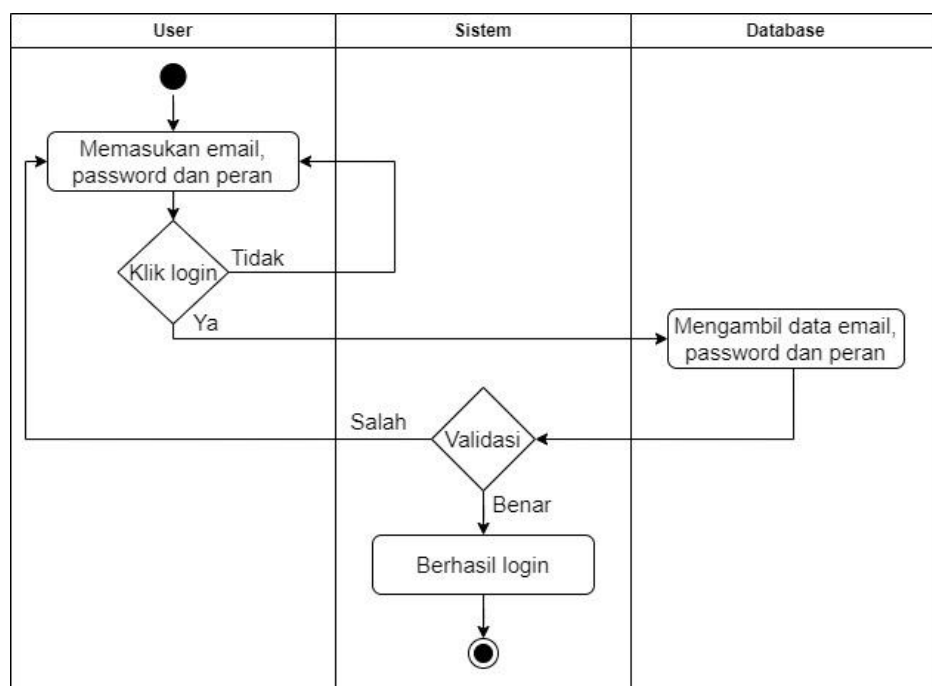 User
Sistem
Database
Memasukan email,
password dan peran
Klik login
Tidak
Ya
Mengambil data email,
password dan peran
Salah
Validasi
Benar
Berhasil login